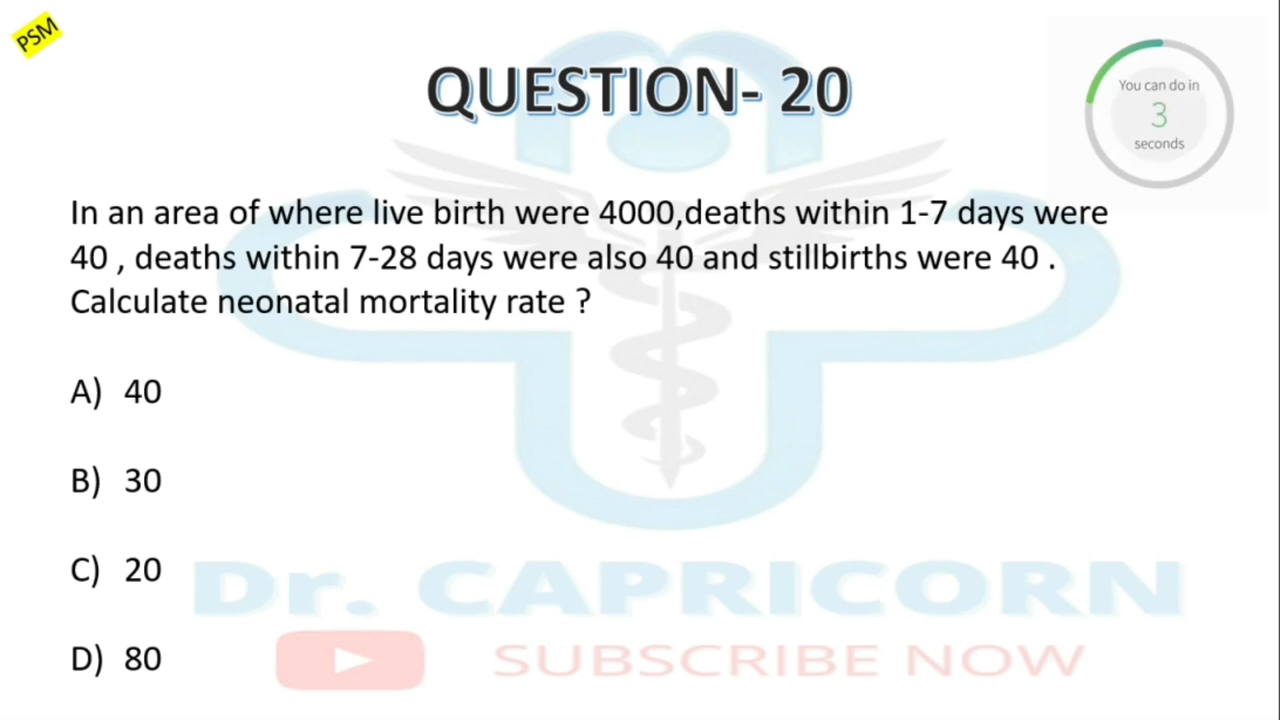 PSM
QUESTION- 20
You can do in
3
seconds
In an area of where live birth were 4000,deaths within 1-7 days were
40 , deaths within 7-28 days were also 40 and stillbirths were 40 .
Calculate neonatal mortality rate ?
A) 40
B) 30
C) 20
D) 80
Dr. CAPRICORN
SUBSCRIBE NOW